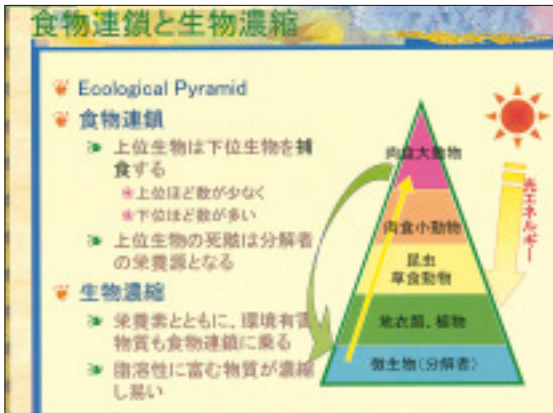 食物連鎖と生物濃縮
Ecological Pyramid
食物連鎖
上位生物は下位生物を捕
食する
上位ほど数が少なく
下位ほど数が多い
上位生物の死骸は分解者
の栄養源となる
生物濃縮
栄養素とともに、環境有害
物質も食物連鎖に乗る
脂溶性に富む物質が濃縮
し易い
肉食大動物
肉食小動物
昆虫
草食動物
地衣類、植物
微生物(分解者)
光エネルギー